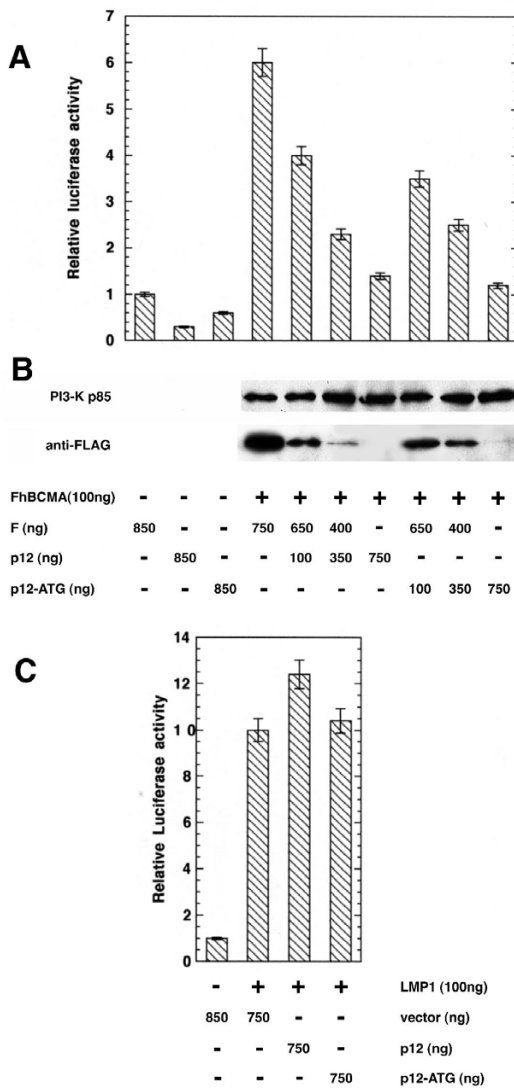 A
Relative luciferase activity
7
6
5
4
3
2
1
0
B
PI3-K p85
anti-FLAG
FhBCMA(100ng) - - - + + + + + + +
F (ng) 850 - - 750 650 400 - 650 400 -
p12 (ng) - 850 - - 100 350 750 - - -
p12-ATG (ng) - - 850 - - - - 100 350 750
C
Relative Luciferase activity
14
12
10
8
6
4
2
0
- + + + LMP1 (100ng)
850 750 - - vector (ng)
- - 750 - p12 (ng)
- - - 750 p12-ATG (ng)